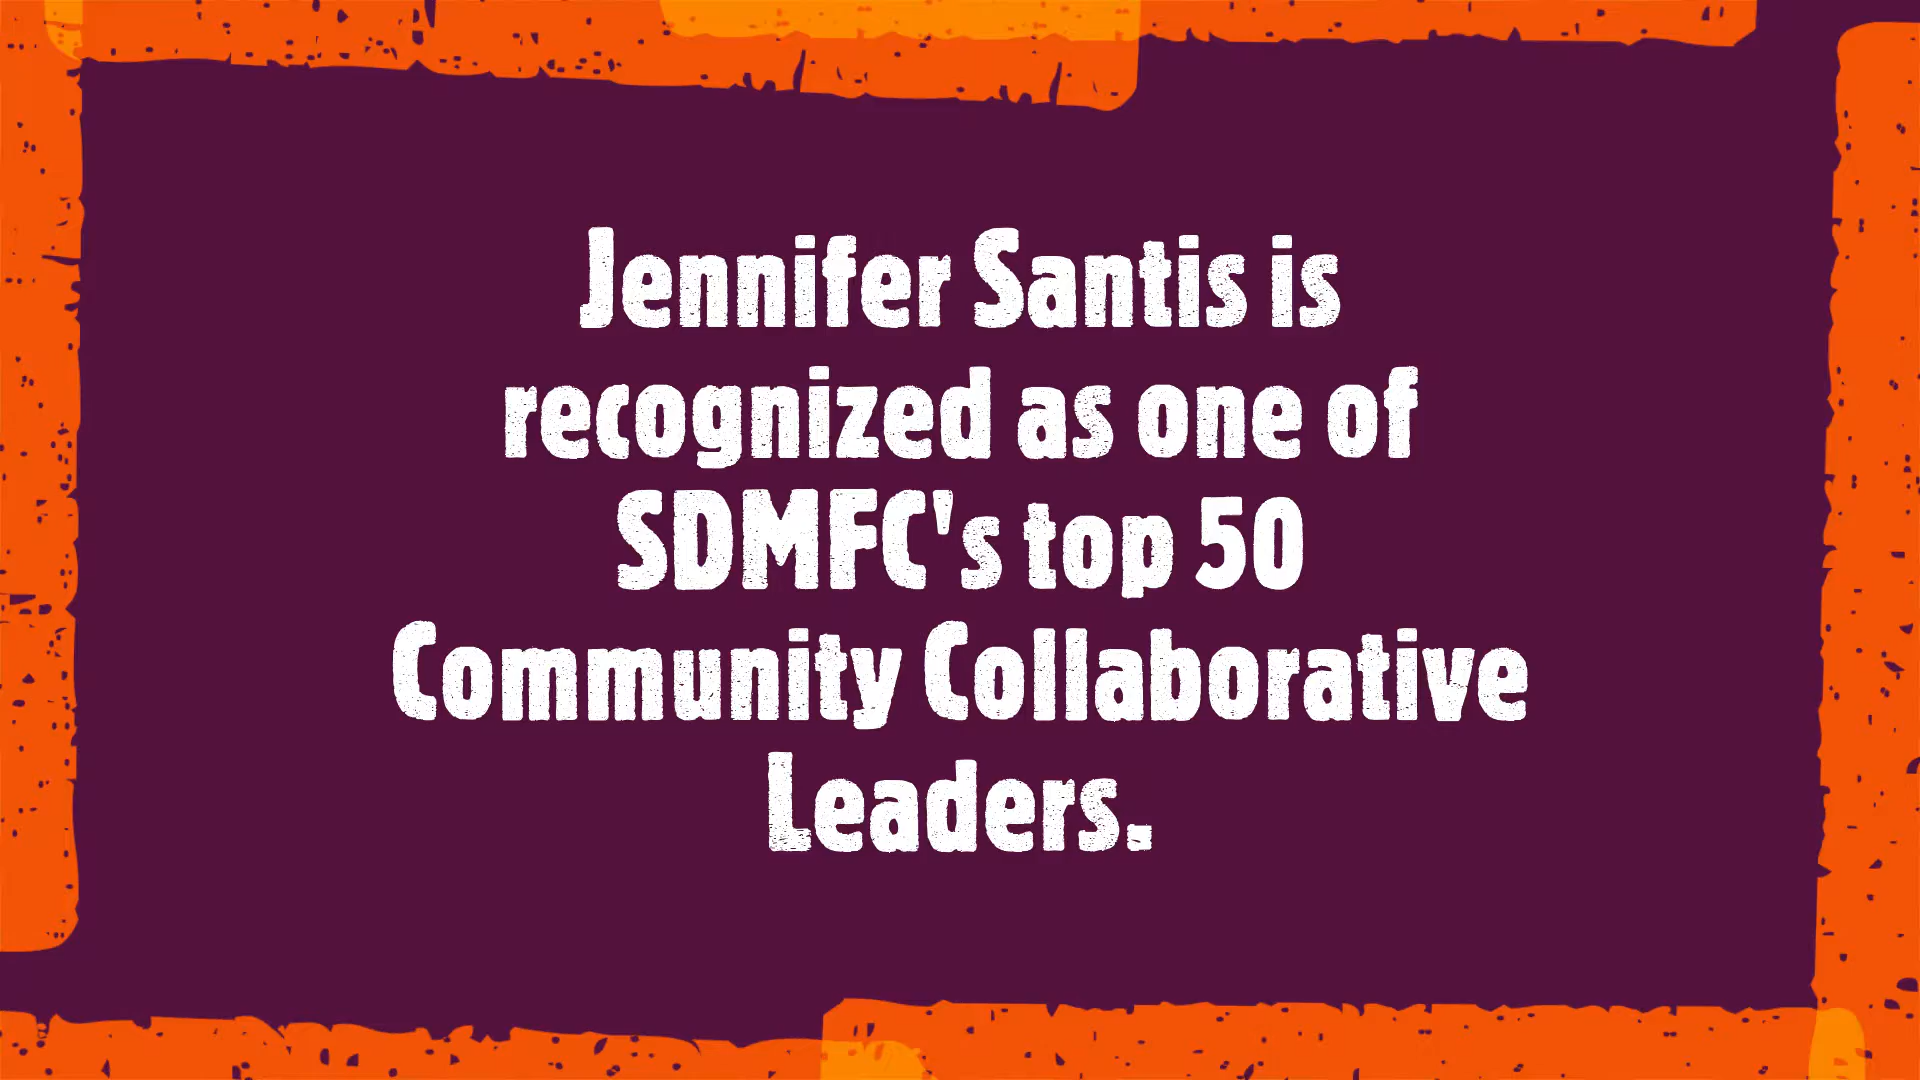 Jennifer Santis is
recognized as one of
SDMFC's top 50
Community Collaborative
Leaders.